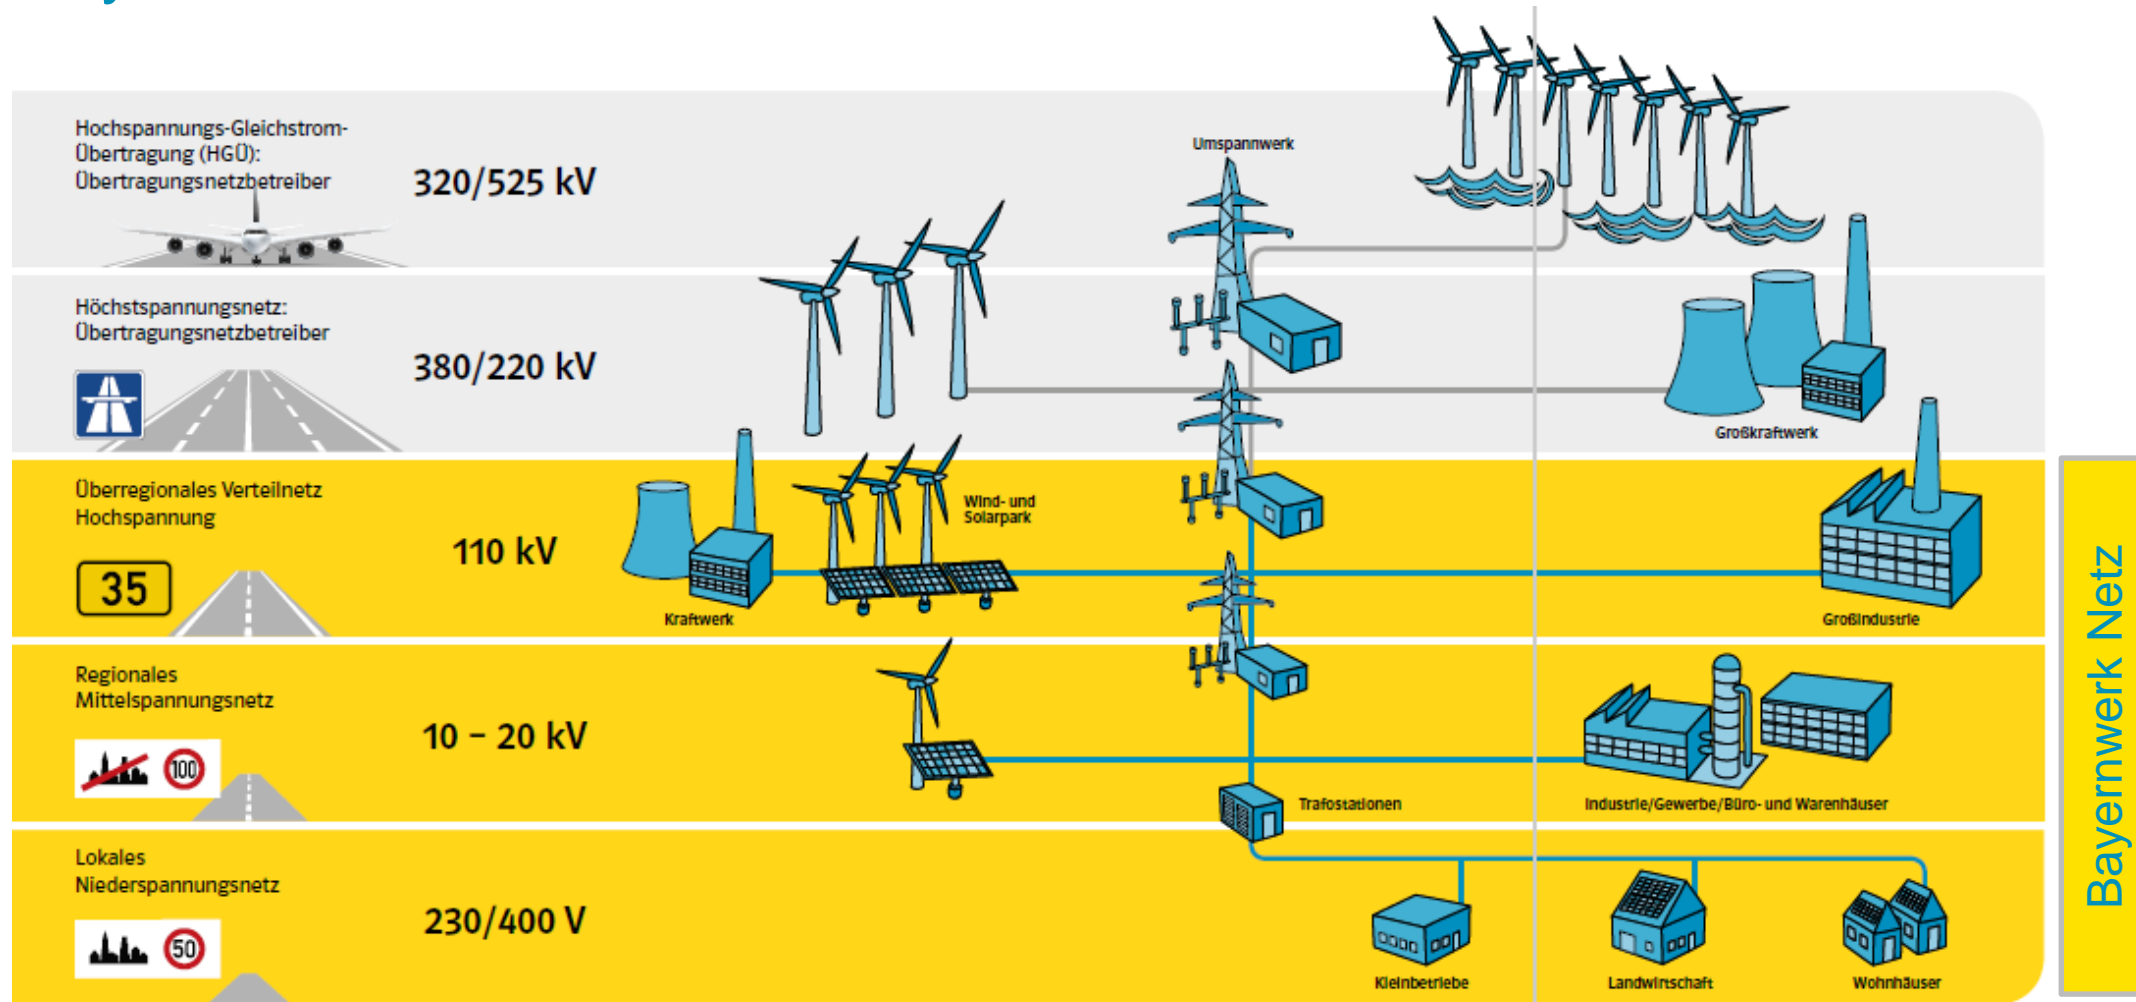 Hochspannungs-Gleichstrom-
Übertragung (HGÜ):
Übertragungsnetzbetreiber
320/525 kV
Umspannwerk
Höchstspannungsnetz:
Übertragungsnetzbetreiber
380/220 kV
Großkraftwerk
Überregionales Verteilnetz
Hochspannung
35
110 kV
Kraftwerk
Wind- und
Solarpark
Großindustrie
Regionales
Mittelspannungsnetz
100
10 – 20 kV
Trafostationen
Industrie/Gewerbe/Büro- und Warenhäuser
Lokales
Niederspannungsnetz
50
230/400 V
Kleinbetriebe
Landwirtschaft
Wohnhäuser
Bayernwerk Netz